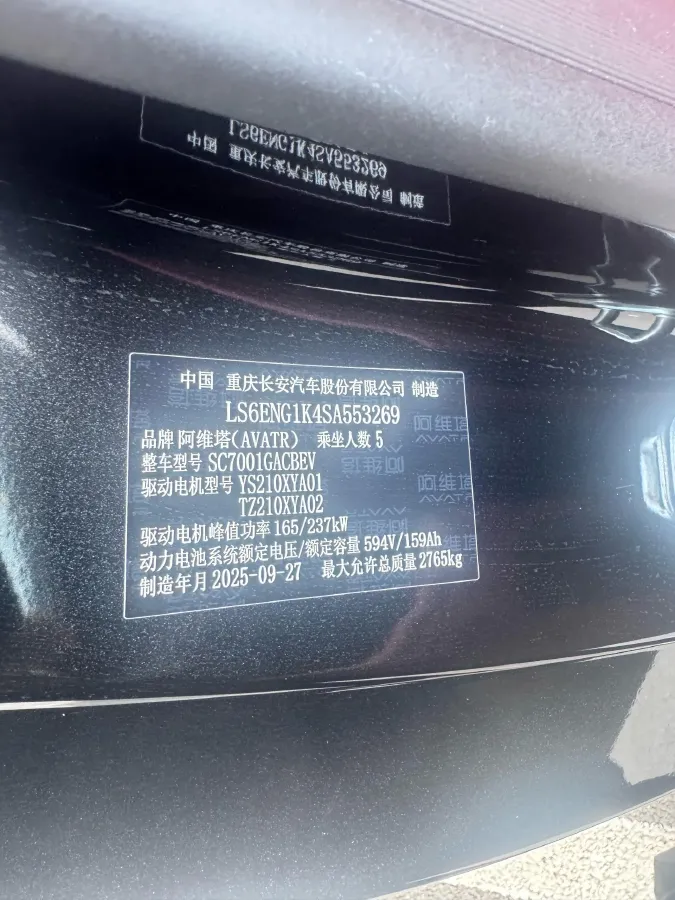 中国 重庆长安汽车股份有限公司 制造
LS6ENG1K4SA553269
品牌 阿维塔(AVATR) 乘坐人数 5
整车型号 SC7001GACBEV
驱动电机型号 YS210XYA01
TZ210XYA02
驱动电机峰值功率 165/237kW
动力电池系统额定电压/额定容量 594V/159Ah
制造年月 2025-09-27 最大允许总质量 2765kg